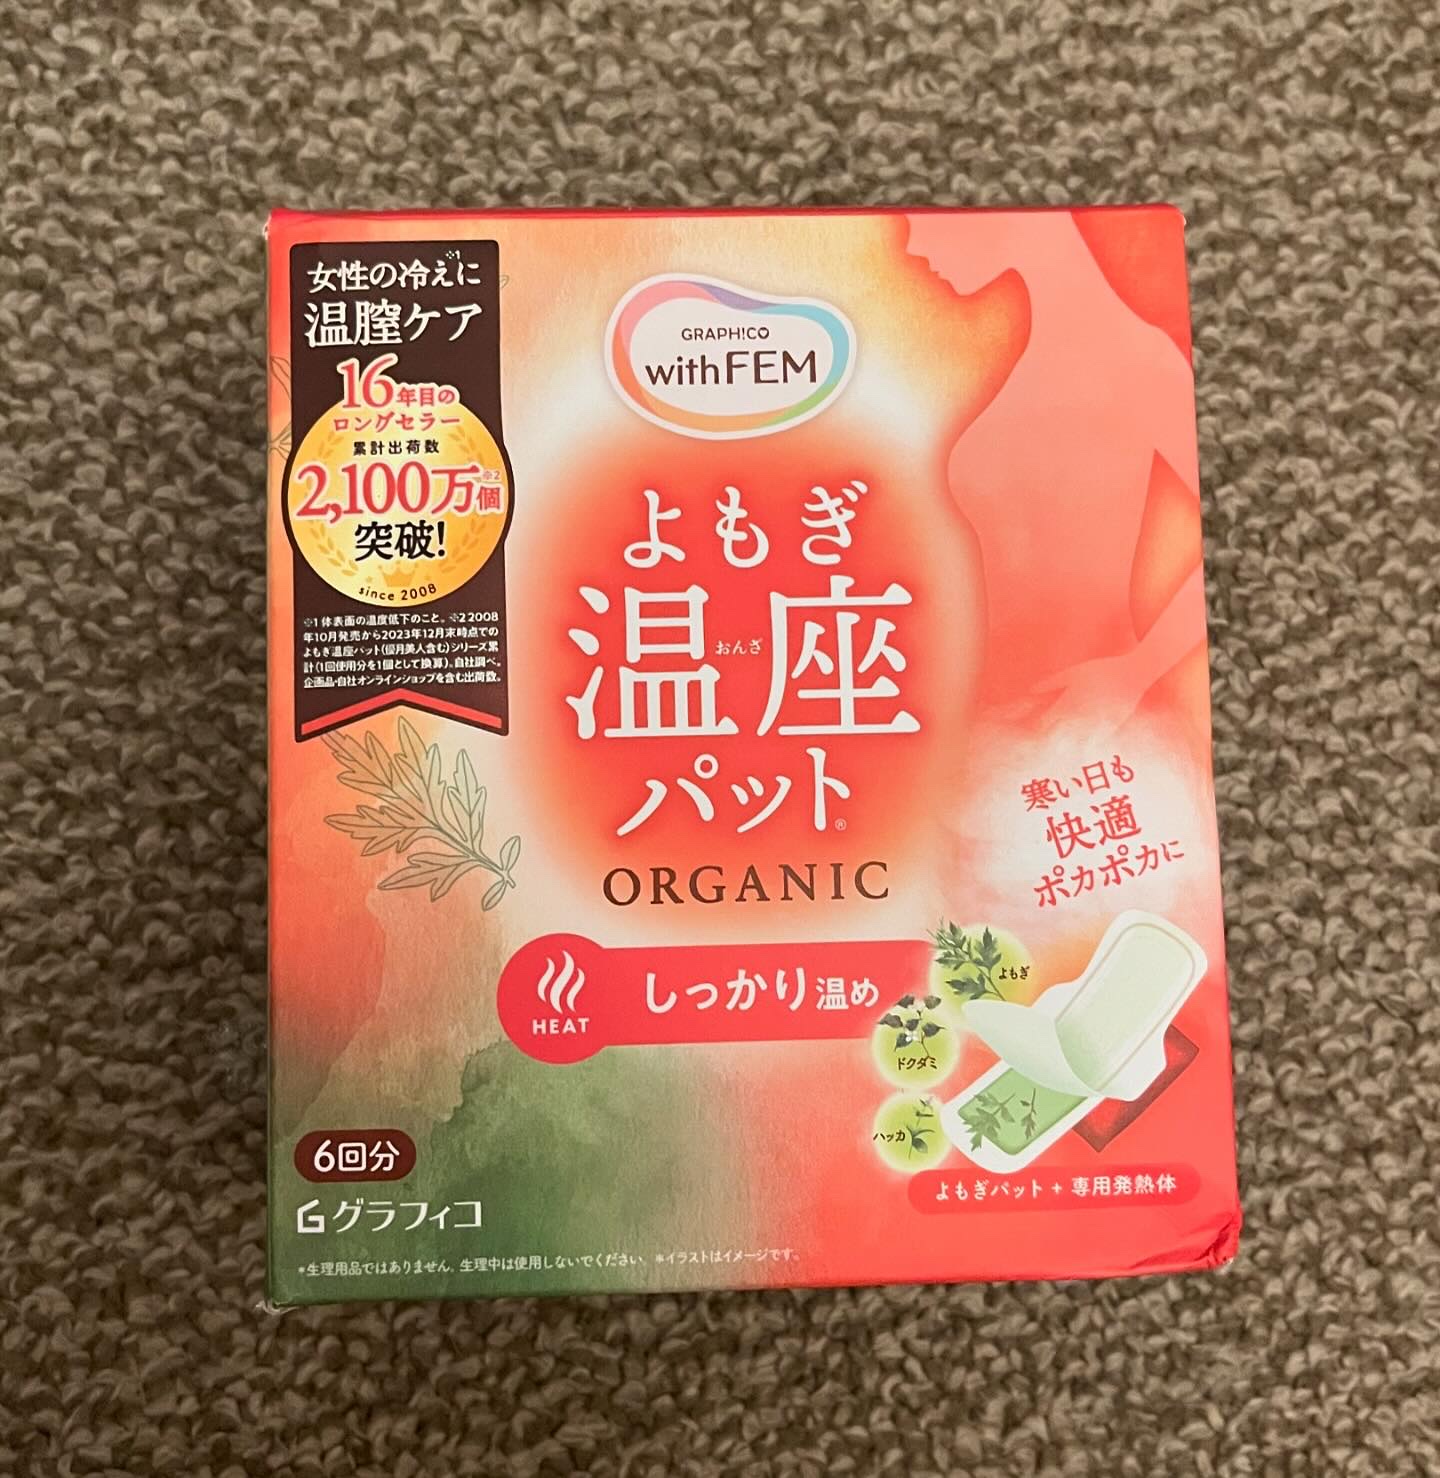 女性の冷え※1に
温膣ケア
16年目の
ロングセラー
累計出荷数
2,100万個※2
突破!
since 2008
※1 体表面の温度低下のこと。※2 2008
年10月発売から2023年12月末時点での
よもぎ温座パット(優月美人含む)シリーズ累
計(1回使用分を1個として換算)。自社調べ。
企画品・自社オンラインショップを含む出荷数。
GRAPH!CO
withFEM
よもぎ
温座
おんざ
パット®
ORGANIC
寒い日も
快適
ポカポカに
HEAT
しっかり温め
よもぎ
ドクダミ
ハッカ
よもぎパット + 専用発熱体
6回分
G グラフィコ
*生理用品ではありません。生理中は使用しないでください。 ※イラストはイメージです。